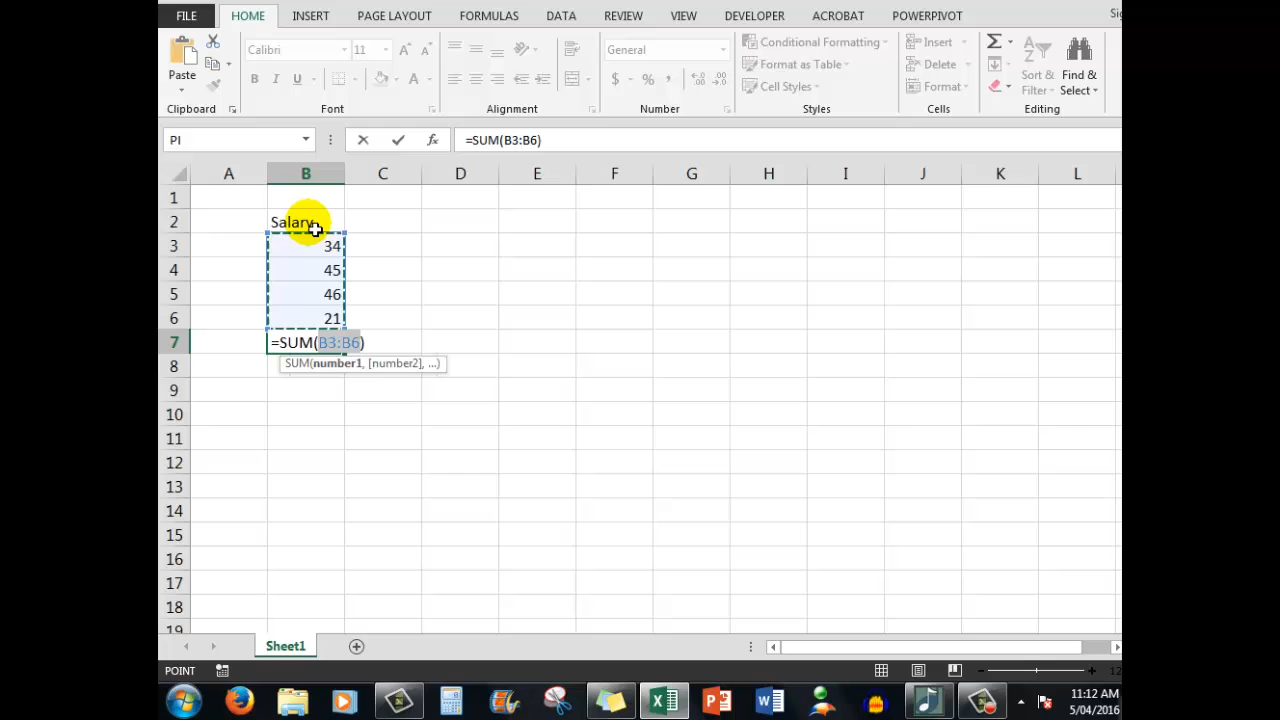 FILE HOME INSERT PAGE LAYOUT FORMULAS DATA REVIEW VIEW DEVELOPER ACROBAT POWERPIVOT
Calibri 11 General Conditional Formatting Insert
Format as Table Delete
Paste B I U A $ % , Cell Styles Format Sort & Filter Find & Select
Clipboard Font Alignment Number Styles Cells Editing
PI fx =SUM(B3:B6)
A B C D E F G H I J K L
1
2 Salary
3 34
4 45
5 46
6 21
7 =SUM(B3:B6)
8 SUM(number1, [number2], ...)
9
10
11
12
13
14
15
16
17
18
19
Sheet1
POINT
11:12 AM
5/04/2016